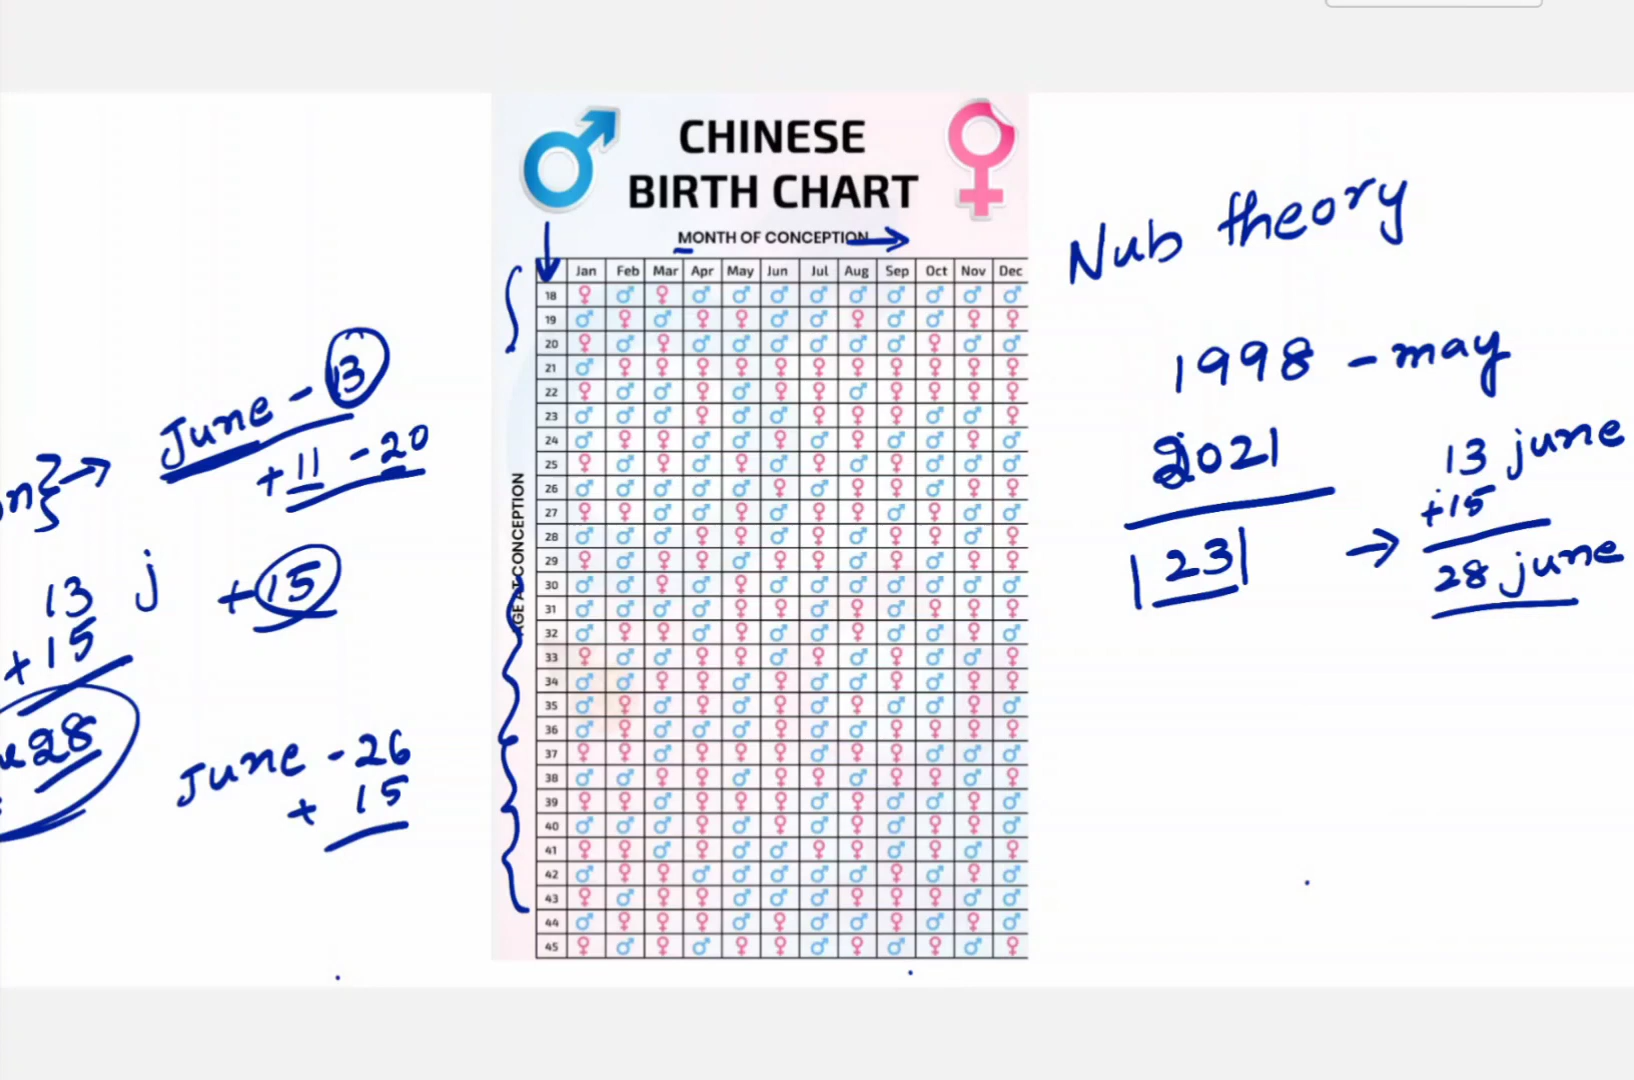 CHINESE
BIRTH CHART
MONTH OF CONCEPTION
AGE AT CONCEPTION
Jan Feb Mar Apr May Jun Jul Aug Sep Oct Nov Dec
18 ♀ ♂ ♀ ♂ ♂ ♂ ♂ ♂ ♂ ♂ ♂ ♂
19 ♂ ♀ ♂ ♀ ♀ ♂ ♂ ♀ ♂ ♂ ♀ ♀
20 ♀ ♂ ♀ ♂ ♂ ♂ ♂ ♂ ♂ ♀ ♂ ♂
21 ♂ ♀ ♀ ♀ ♀ ♀ ♀ ♀ ♀ ♀ ♀ ♀
22 ♀ ♂ ♂ ♀ ♂ ♀ ♀ ♂ ♀ ♀ ♀ ♀
23 ♂ ♂ ♂ ♀ ♂ ♂ ♀ ♀ ♀ ♂ ♂ ♀
24 ♂ ♀ ♀ ♂ ♂ ♀ ♂ ♀ ♂ ♂ ♀ ♂
25 ♀ ♂ ♀ ♂ ♀ ♂ ♀ ♂ ♀ ♂ ♂ ♂
26 ♂ ♂ ♂ ♂ ♂ ♀ ♂ ♀ ♀ ♂ ♀ ♀
27 ♀ ♀ ♂ ♂ ♀ ♂ ♀ ♀ ♂ ♀ ♂ ♂
28 ♂ ♂ ♂ ♀ ♀ ♂ ♂ ♂ ♀ ♀ ♂ ♀
29 ♀ ♂ ♀ ♀ ♂ ♀ ♀ ♂ ♀ ♂ ♀ ♀
30 ♂ ♂ ♀ ♂ ♀ ♂ ♂ ♂ ♂ ♂ ♂ ♂
31 ♂ ♂ ♂ ♂ ♀ ♀ ♂ ♀ ♂ ♀ ♀ ♀
32 ♂ ♀ ♀ ♂ ♀ ♂ ♂ ♀ ♂ ♂ ♀ ♂
33 ♀ ♂ ♂ ♀ ♀ ♂ ♀ ♂ ♀ ♂ ♂ ♀
34 ♂ ♂ ♀ ♀ ♂ ♀ ♂ ♂ ♀ ♂ ♀ ♀
35 ♂ ♀ ♂ ♀ ♂ ♀ ♂ ♀ ♂ ♂ ♀ ♂
36 ♂ ♀ ♂ ♂ ♂ ♀ ♂ ♂ ♀ ♀ ♀ ♀
37 ♀ ♀ ♂ ♀ ♀ ♀ ♂ ♀ ♀ ♂ ♂ ♂
38 ♂ ♂ ♀ ♀ ♂ ♀ ♀ ♂ ♀ ♀ ♂ ♀
39 ♀ ♀ ♂ ♀ ♀ ♀ ♂ ♀ ♂ ♂ ♀ ♂
40 ♂ ♂ ♂ ♀ ♂ ♀ ♂ ♀ ♂ ♀ ♀ ♂
41 ♀ ♀ ♂ ♀ ♂ ♂ ♀ ♀ ♂ ♀ ♂ ♀
42 ♂ ♀ ♀ ♂ ♂ ♂ ♂ ♂ ♀ ♂ ♀ ♂
43 ♀ ♂ ♀ ♀ ♂ ♂ ♂ ♀ ♀ ♀ ♂ ♂
44 ♂ ♀ ♀ ♀ ♂ ♀ ♂ ♂ ♀ ♂ ♀ ♂
45 ♀ ♂ ♀ ♂ ♀ ♀ ♂ ♀ ♂ ♀ ♂ ♀
June - 13
+ 11 - 20
13 j + 15
+ 15
28
June - 26
+ 15
Nub theory
1998 - may
2021
23
13 june
+15
28 june